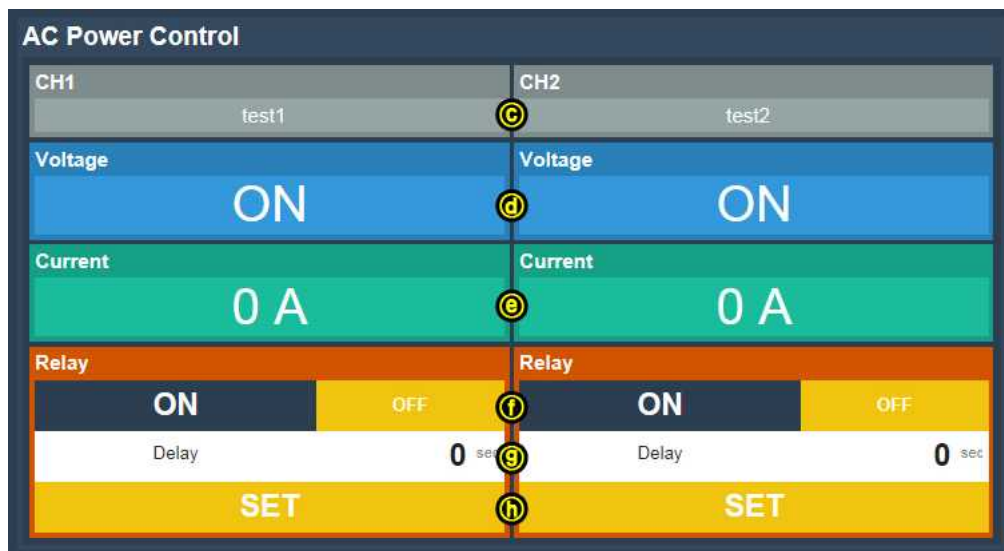 AC Power Control
CH1 CH2
test1 ⓒ test2
Voltage Voltage
ON ⓓ ON
Current Current
0 A ⓔ 0 A
Relay Relay
ON OFF ⓕ ON OFF
Delay 0 sec ⓖ Delay 0 sec
SET ⓗ SET